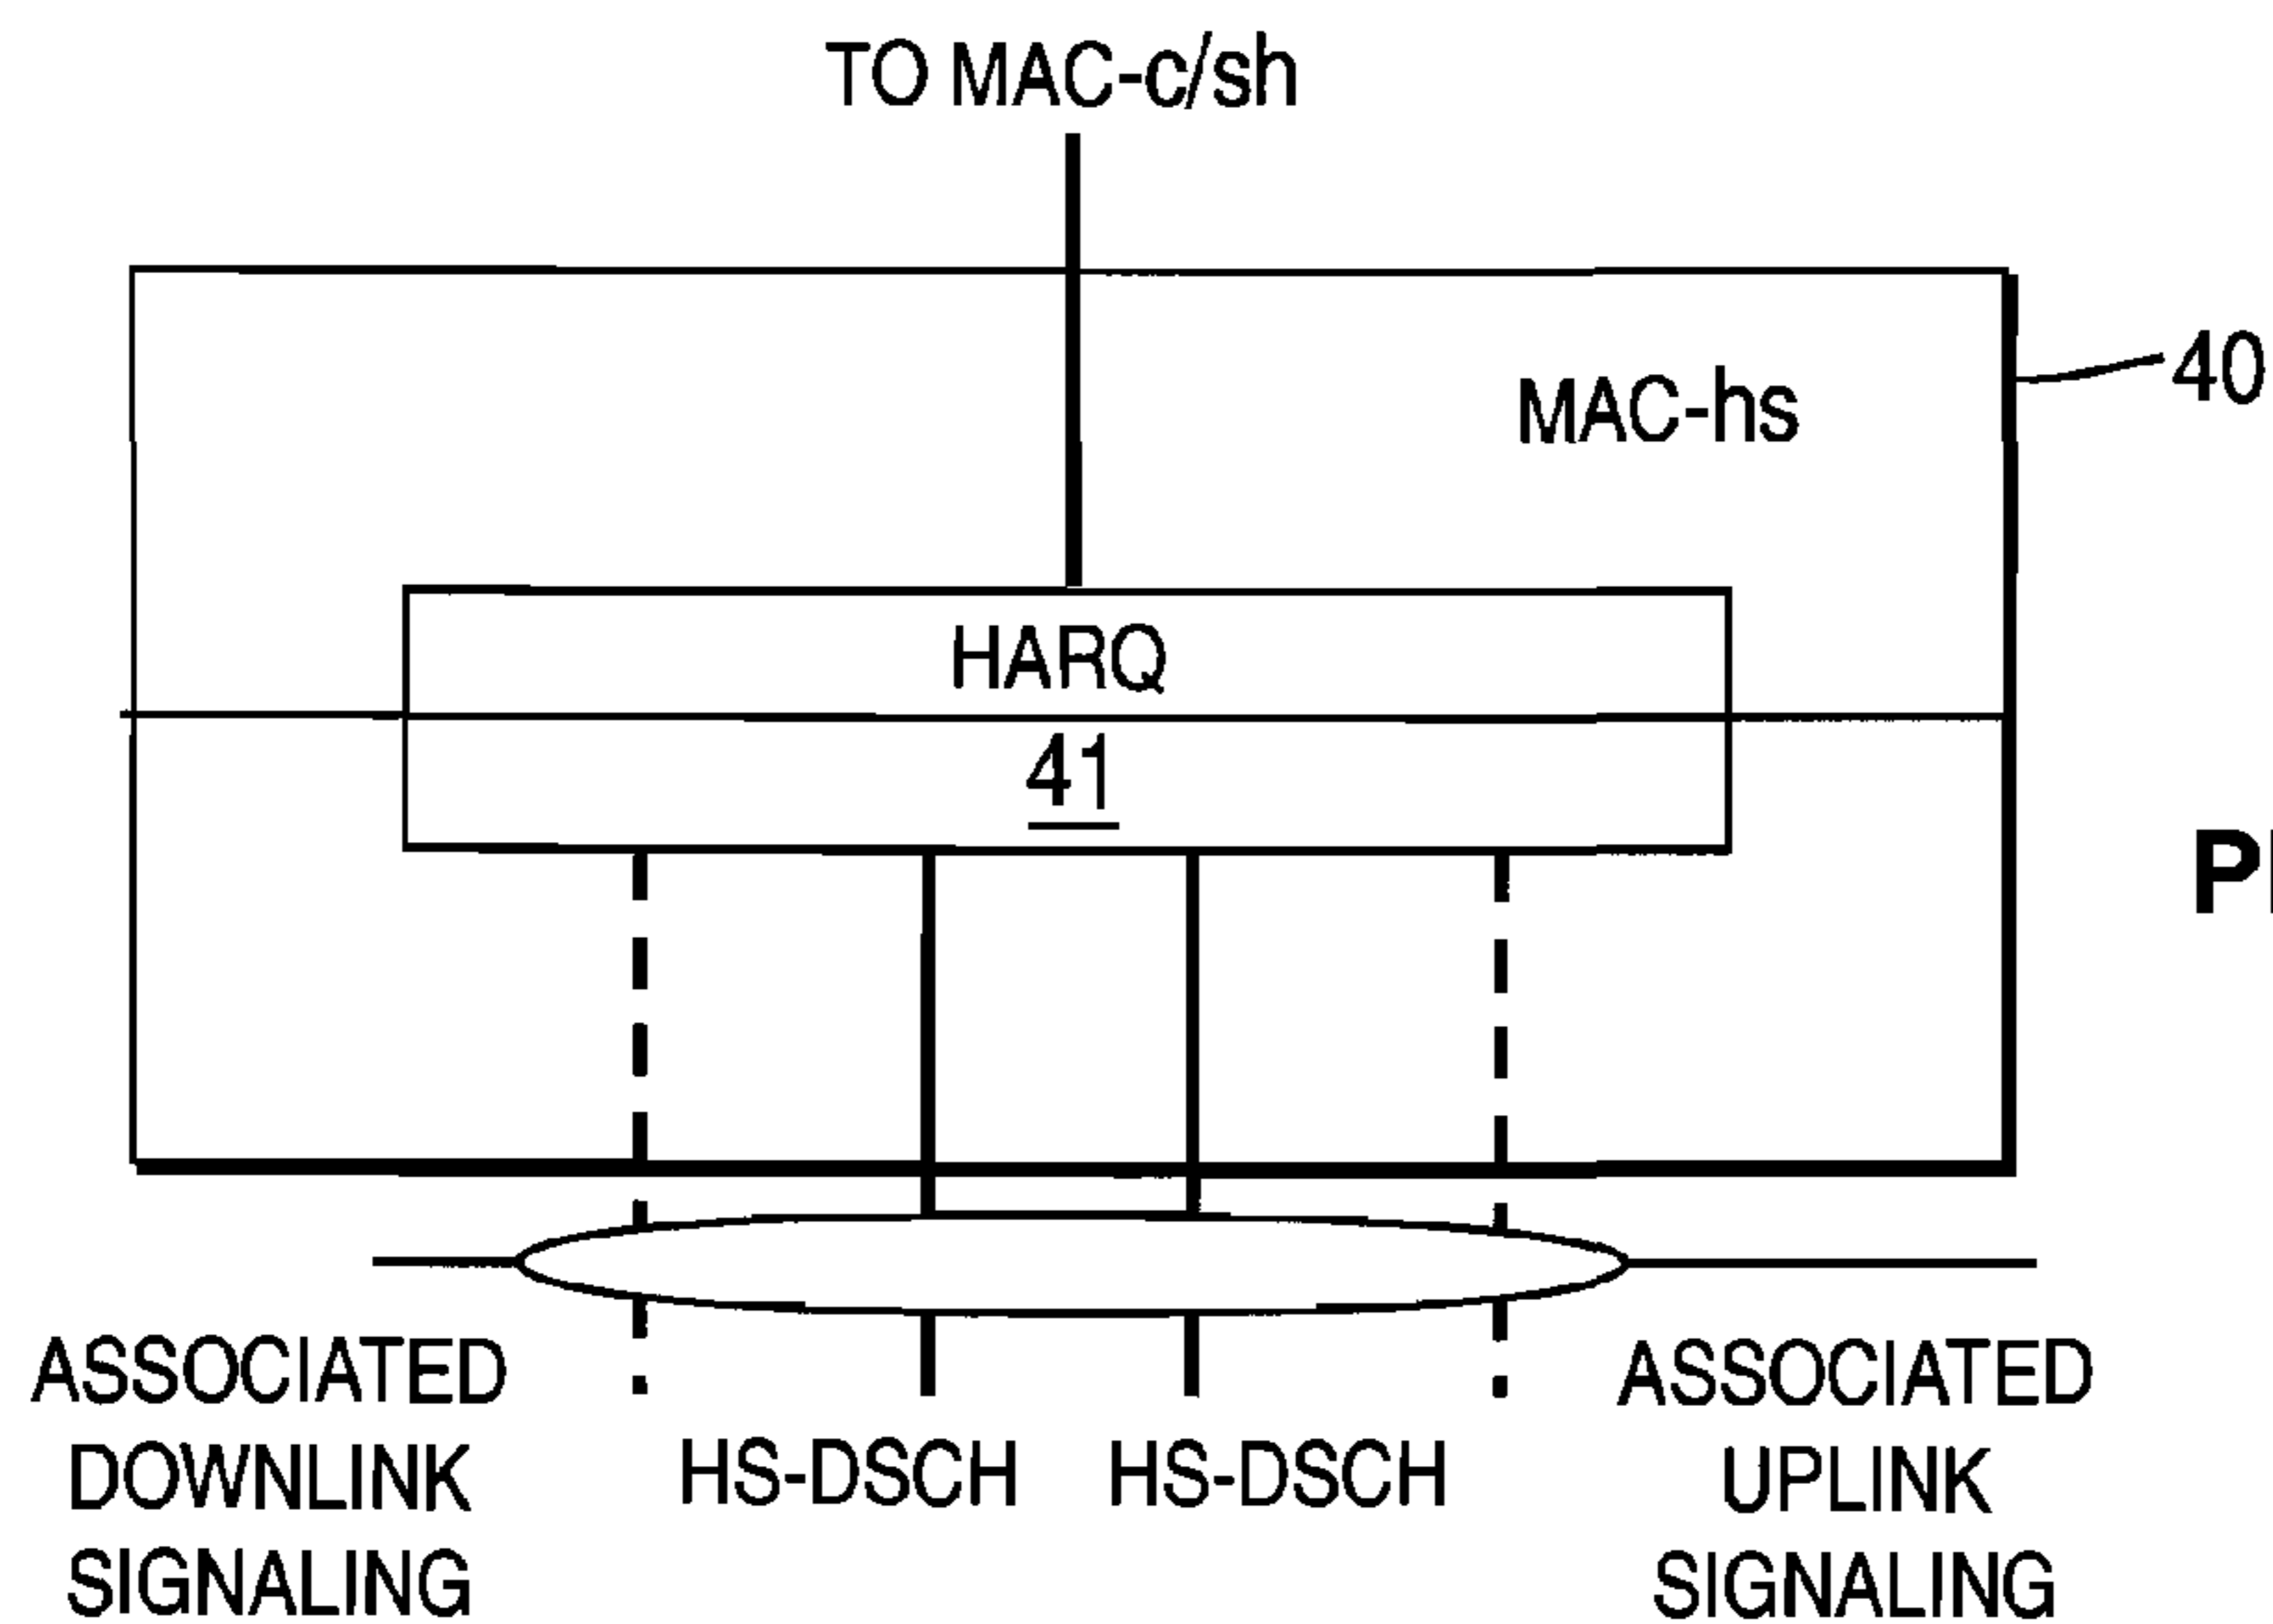 TO MAC-c/sh
MAC-hs
40
HARQ
41
ASSOCIATED
DOWNLINK
SIGNALING
HS-DSCH
HS-DSCH
ASSOCIATED
UPLINK
SIGNALING